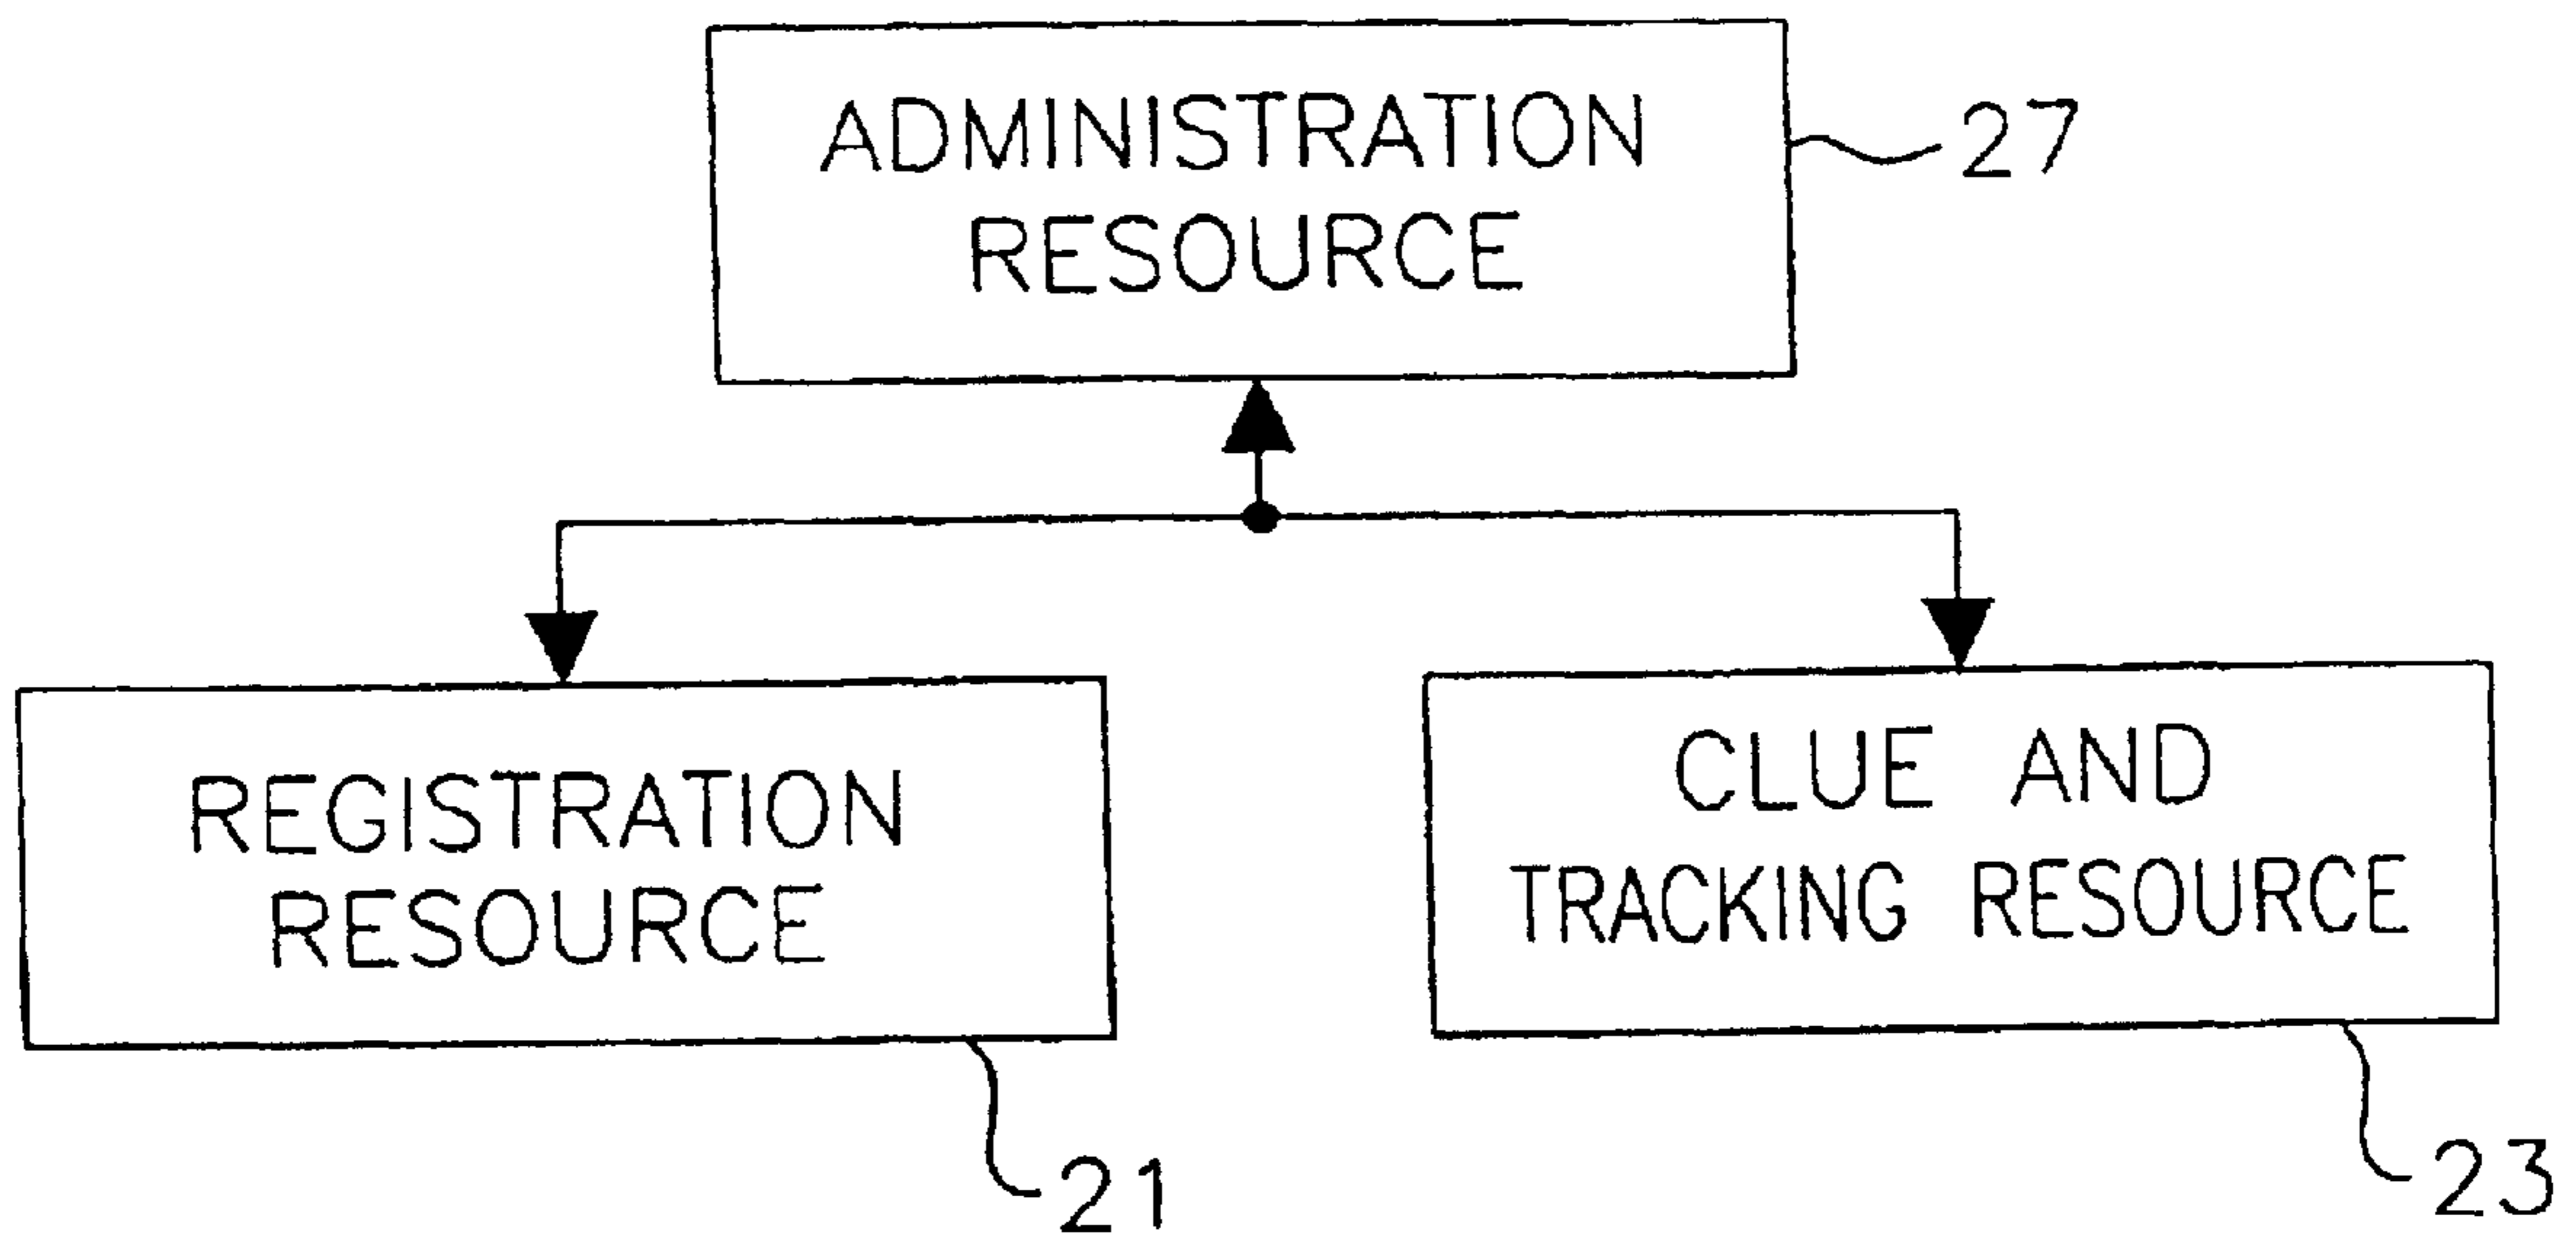 ADMINISTRATION
RESOURCE
27
REGISTRATION
RESOURCE
CLUE AND
TRACKING RESOURCE
21
23